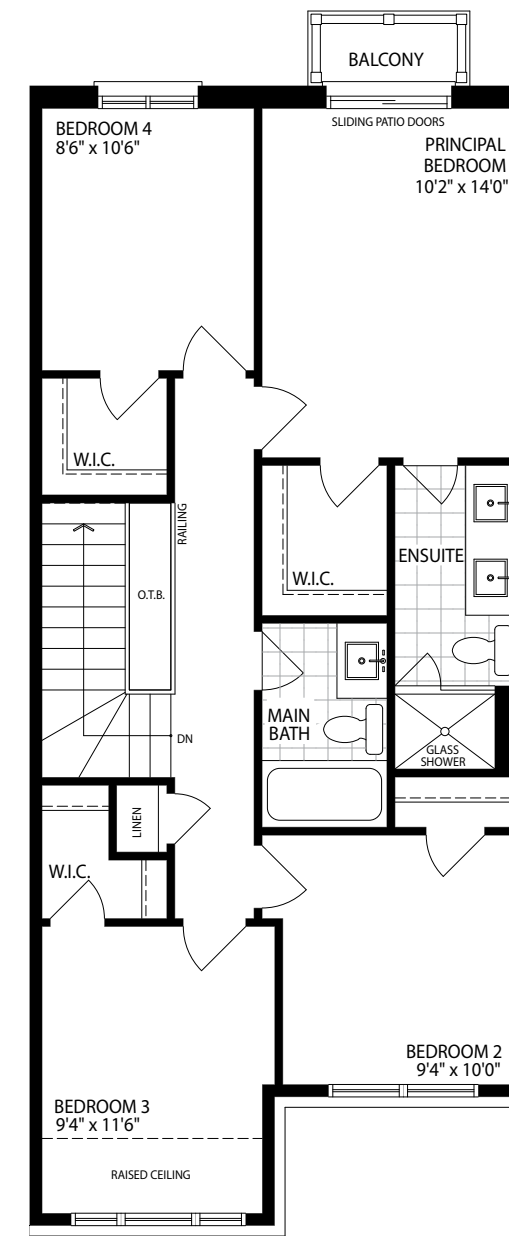 BALCONY
SLIDING PATIO DOORS
BEDROOM 4
8'6" x 10'6"
PRINCIPAL
BEDROOM
10'2" x 14'0"
W.I.C.
RAILING
O.T.B.
W.I.C.
ENSUITE
MAIN
BATH
DN
GLASS
SHOWER
LINEN
W.I.C.
BEDROOM 2
9'4" x 10'0"
BEDROOM 3
9'4" x 11'6"
RAISED CEILING